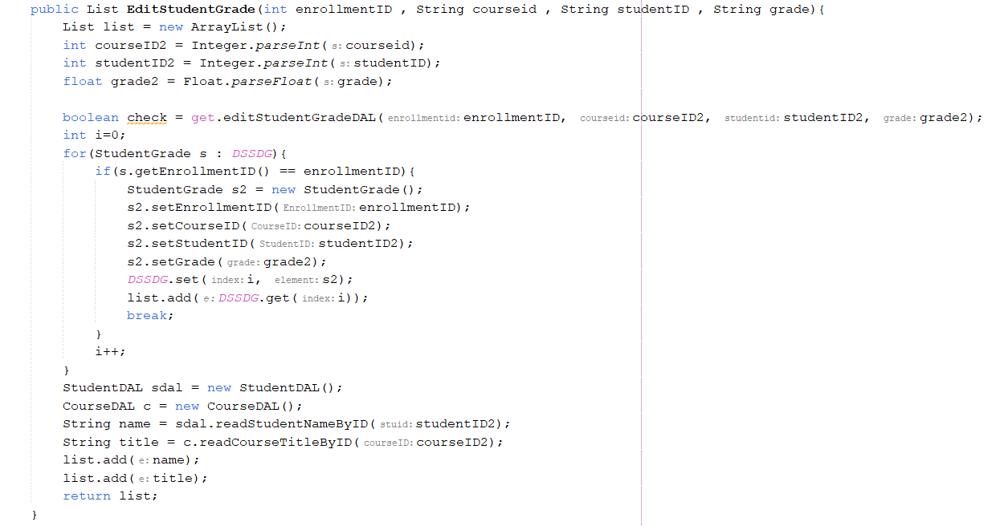 public List EditStudentGrade(int enrollmentID , String courseid , String studentID , String grade){
List list = new ArrayList();
int courseID2 = Integer.parseInt( s: courseid);
int studentID2 = Integer.parseInt( s: studentID);
float grade2 = Float.parseFloat( s: grade);
boolean check = get.editStudentGradeDAL( enrollmentid: enrollmentID, courseid: courseID2, studentid: studentID2, grade: grade2);
int i=0;
for(StudentGrade s : DSSDG){
if(s.getEnrollmentID() == enrollmentID){
StudentGrade s2 = new StudentGrade();
s2.setEnrollmentID( EnrollmentID: enrollmentID);
s2.setCourseID( CourseID: courseID2);
s2.setStudentID( StudentID: studentID2);
s2.setGrade( grade: grade2);
DSSDG.set( index: i, element: s2);
list.add( e: DSSDG.get( index: i));
break;
}
i++;
}
StudentDAL sdal = new StudentDAL();
CourseDAL c = new CourseDAL();
String name = sdal.readStudentNameByID( stuid: studentID2);
String title = c.readCourseTitleByID( courseID: courseID2);
list.add( e: name);
list.add( e: title);
return list;
}